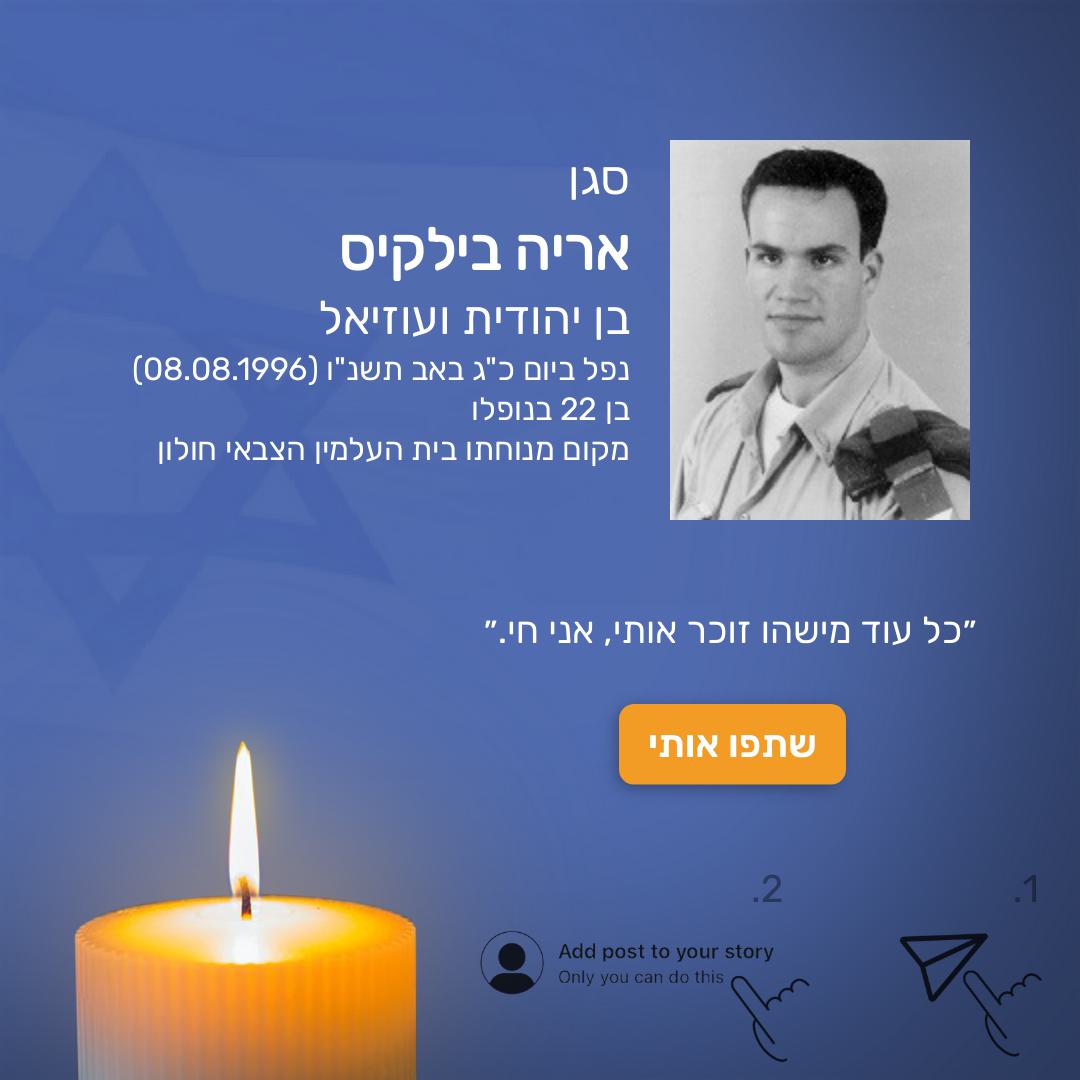 סגן
אריה בילקיס
בן יהודית ועוזיאל
נפל ביום כ"ג באב תשנ"ו (08.08.1996)
בן 22 בנופלו
מקום מנוחתו בית העלמין הצבאי חולון
״כל עוד מישהו זוכר אותי, אני חי.״
שתפו אותי
.1
.2
Add post to your story
Only you can do this